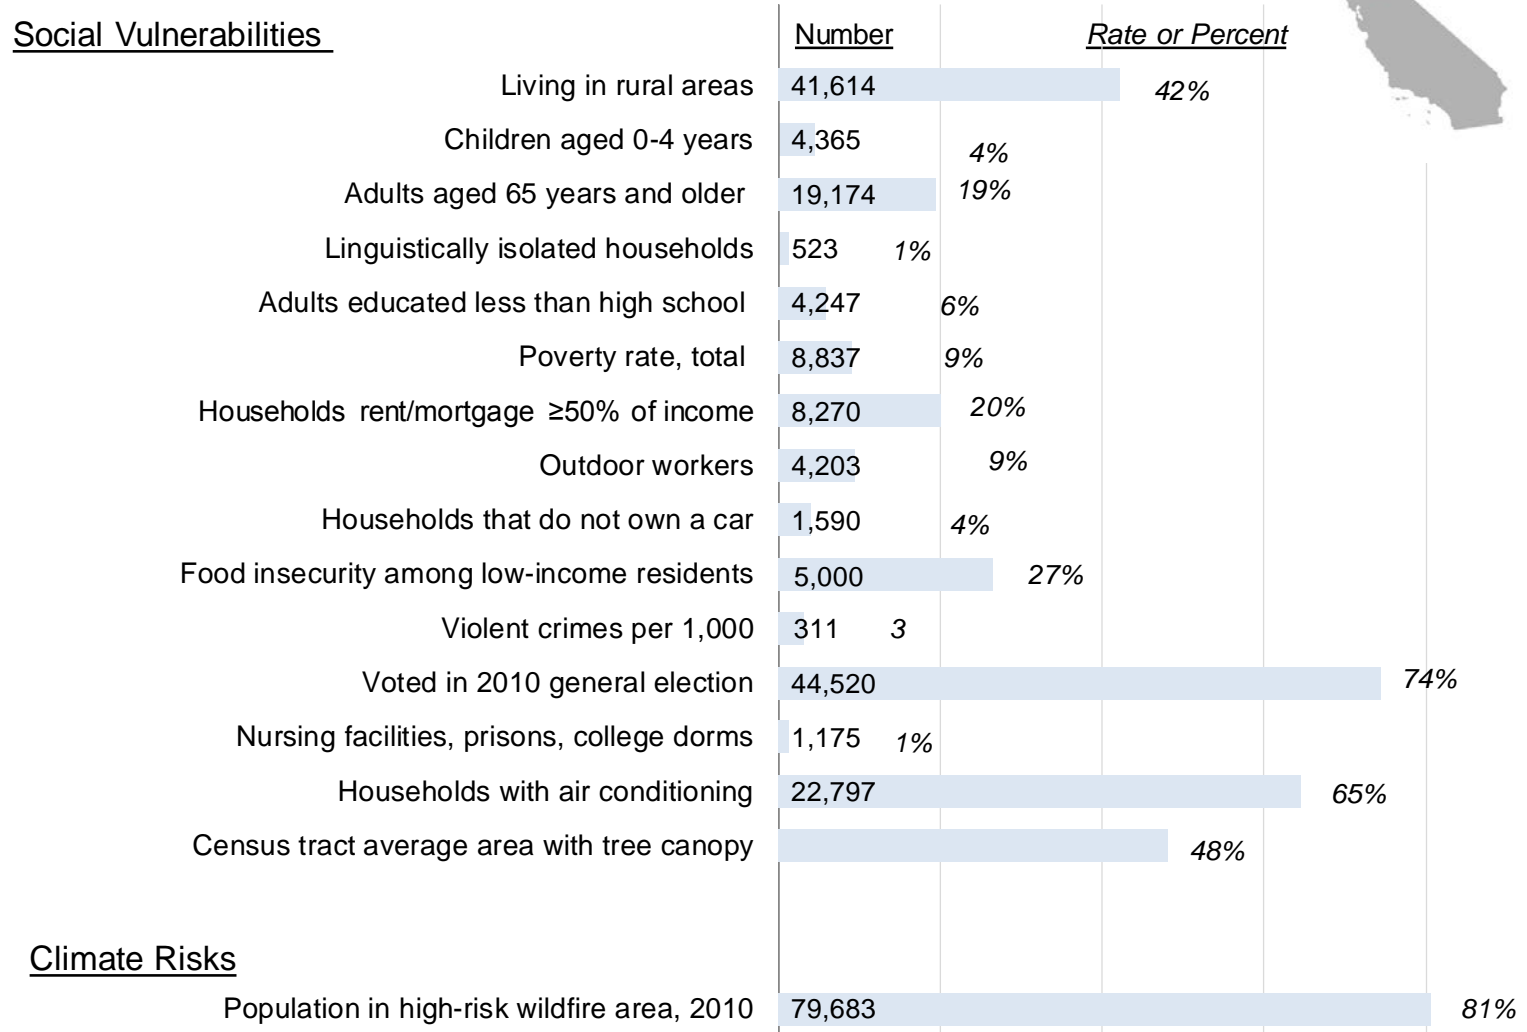 Social Vulnerabilities Number Rate or Percent
Living in rural areas 41,614 42%
Children aged 0-4 years 4,365 4%
Adults aged 65 years and older 19,174 19%
Linguistically isolated households 523 1%
Adults educated less than high school 4,247 6%
Poverty rate, total 8,837 9%
Households rent/mortgage ≥50% of income 8,270 20%
Outdoor workers 4,203 9%
Households that do not own a car 1,590 4%
Food insecurity among low-income residents 5,000 27%
Violent crimes per 1,000 311 3
Voted in 2010 general election 44,520 74%
Nursing facilities, prisons, college dorms 1,175 1%
Households with air conditioning 22,797 65%
Census tract average area with tree canopy 48%
Climate Risks
Population in high-risk wildfire area, 2010 79,683 81%